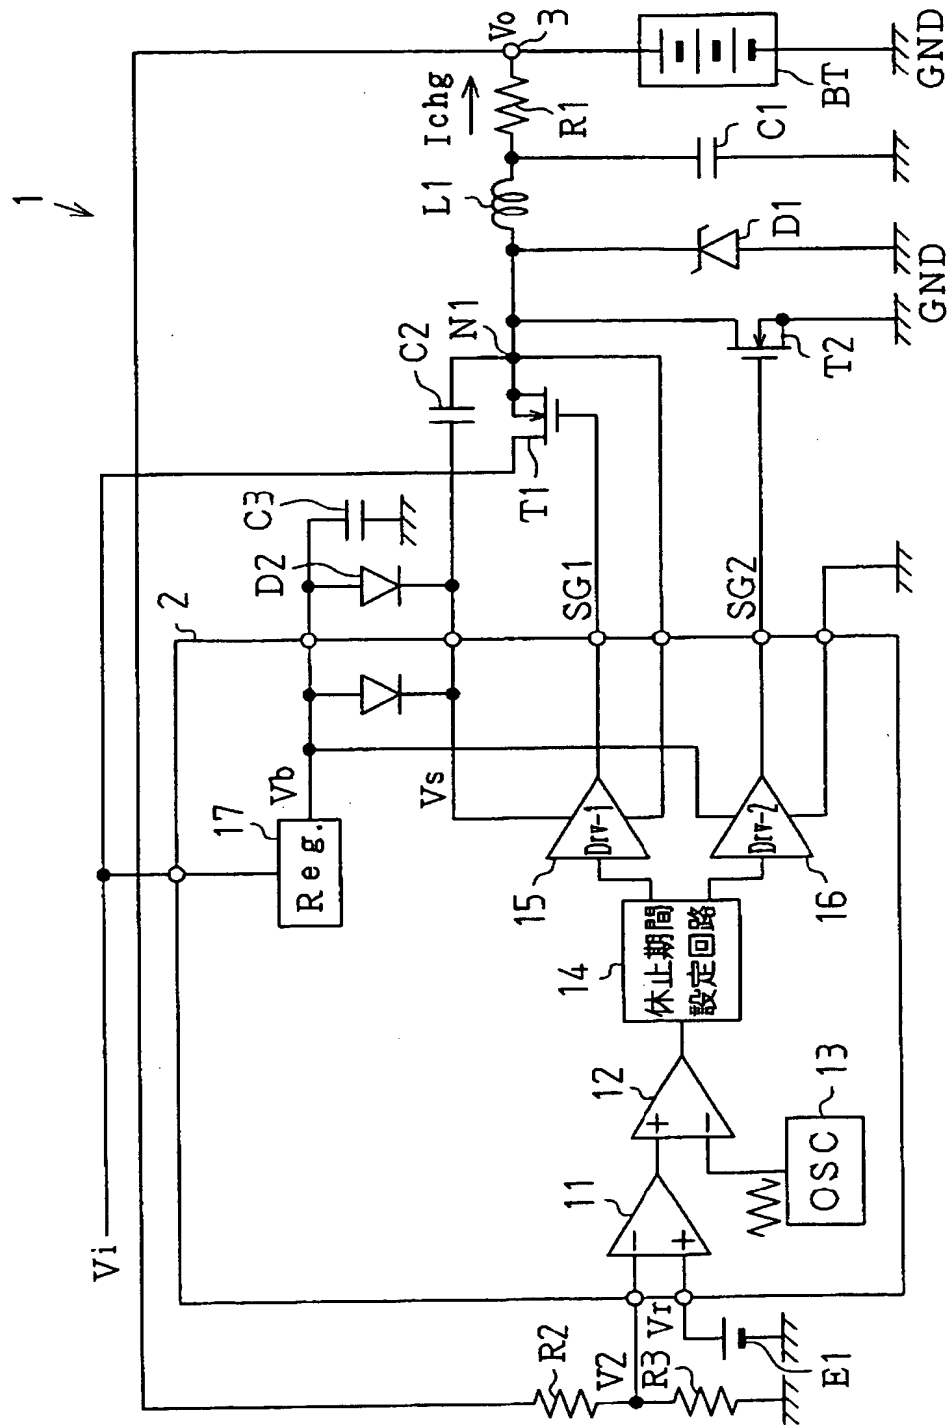 1
Vi
2
17
Reg.
Vb
Vs
D2
C3
C2
N1
T1
L1
Ichg
R1
Vo
3
BT
GND
C1
D1
GND
T2
SG1
SG2
15
Drv-1
Drv-2
16
14
休止期間
設定回路
12
+
−
11
−
+
13
OSC
R2
V2
R3
Vr
E1